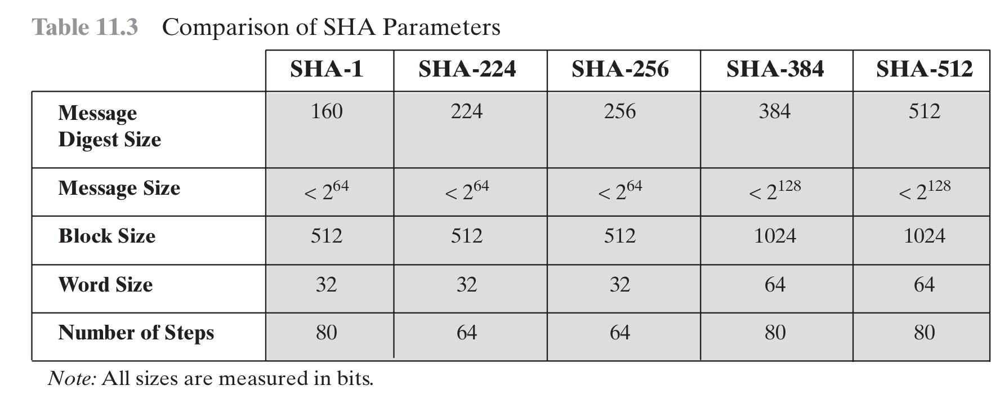 Table 11.3 Comparison of SHA Parameters
SHA-1 SHA-224 SHA-256 SHA-384 SHA-512
Message
Digest Size 160 224 256 384 512
Message Size < 2^64 < 2^64 < 2^64 < 2^128 < 2^128
Block Size 512 512 512 1024 1024
Word Size 32 32 32 64 64
Number of Steps 80 64 64 80 80
Note: All sizes are measured in bits.